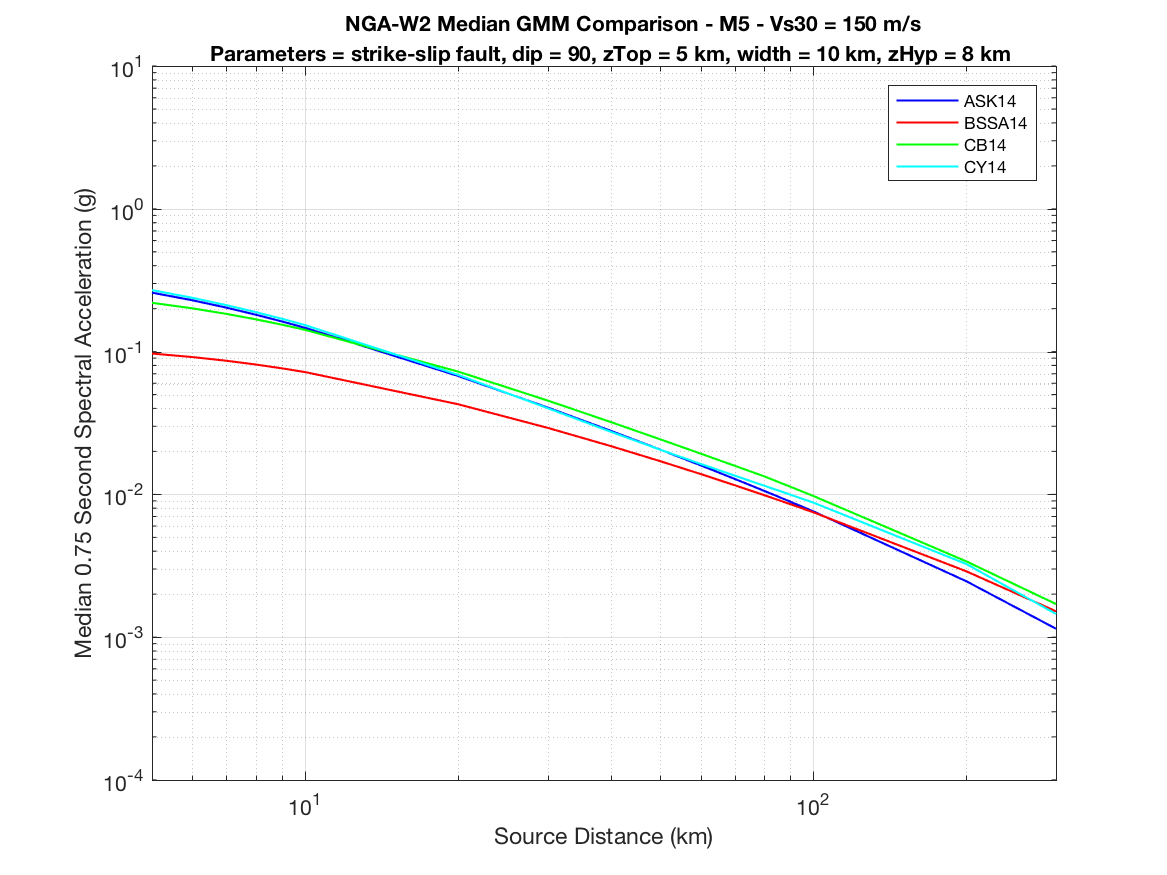 NGA-W2 Median GMM Comparison - M5 - Vs30 = 150 m/s
Parameters = strike-slip fault, dip = 90, zTop = 5 km, width = 10 km, zHyp = 8 km
10^1
10^0
10^-1
10^-2
10^-3
10^-4
Median 0.75 Second Spectral Acceleration (g)
ASK14
BSSA14
CB14
CY14
10^1
10^2
Source Distance (km)